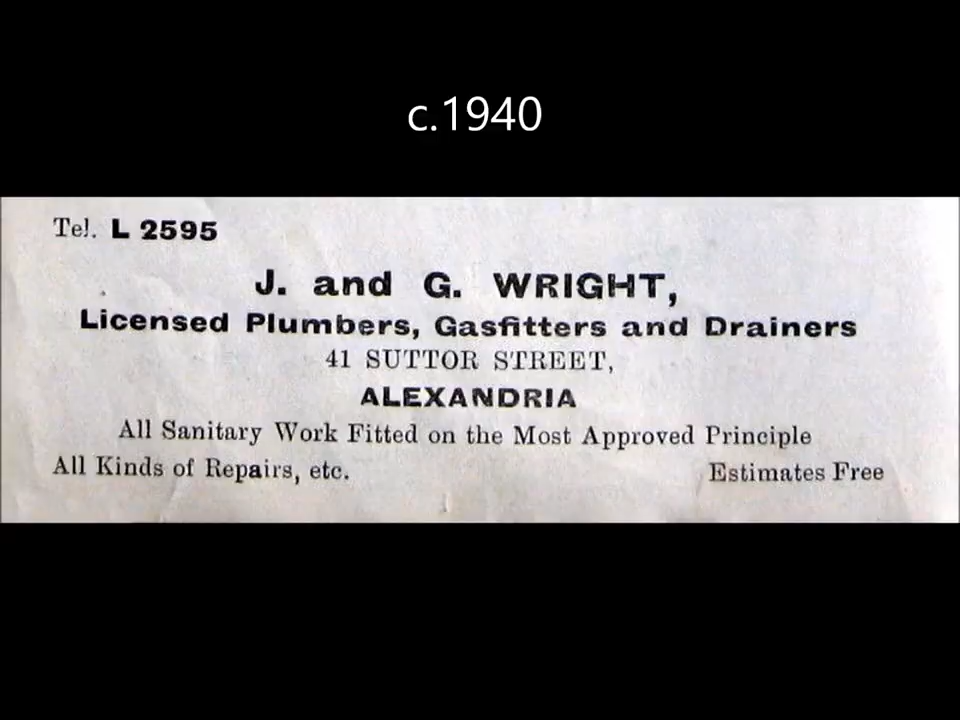 c.1940
Tel. L 2595
J. and G. WRIGHT,
Licensed Plumbers, Gasfitters and Drainers
41 SUTTOR STREET,
ALEXANDRIA
All Sanitary Work Fitted on the Most Approved Principle
All Kinds of Repairs, etc. Estimates Free